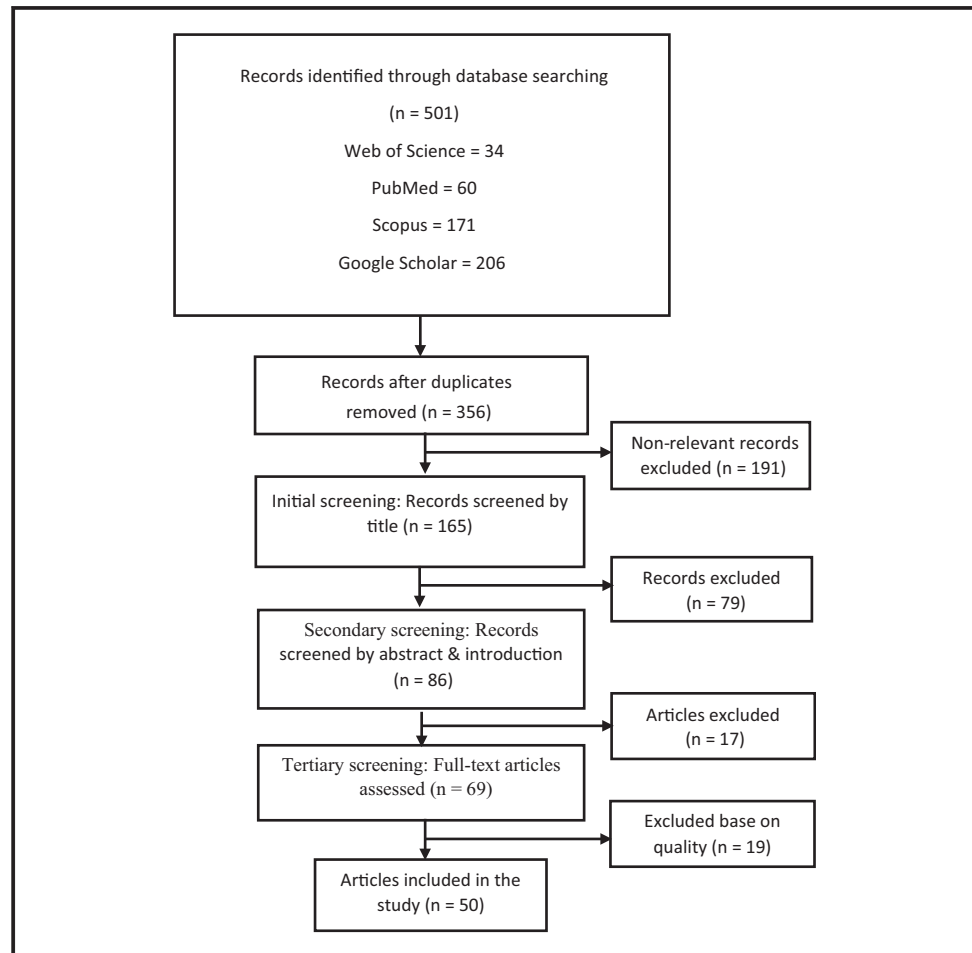 Records identified through database searching
(n = 501)
Web of Science = 34
PubMed = 60
Scopus = 171
Google Scholar = 206
Records after duplicates
removed (n = 356)
Non-relevant records
excluded (n = 191)
Initial screening: Records screened by
title (n = 165)
Records excluded
(n = 79)
Secondary screening: Records
screened by abstract & introduction
(n = 86)
Articles excluded
(n = 17)
Tertiary screening: Full-text articles
assessed (n = 69)
Excluded base on
quality (n = 19)
Articles included in the
study (n = 50)